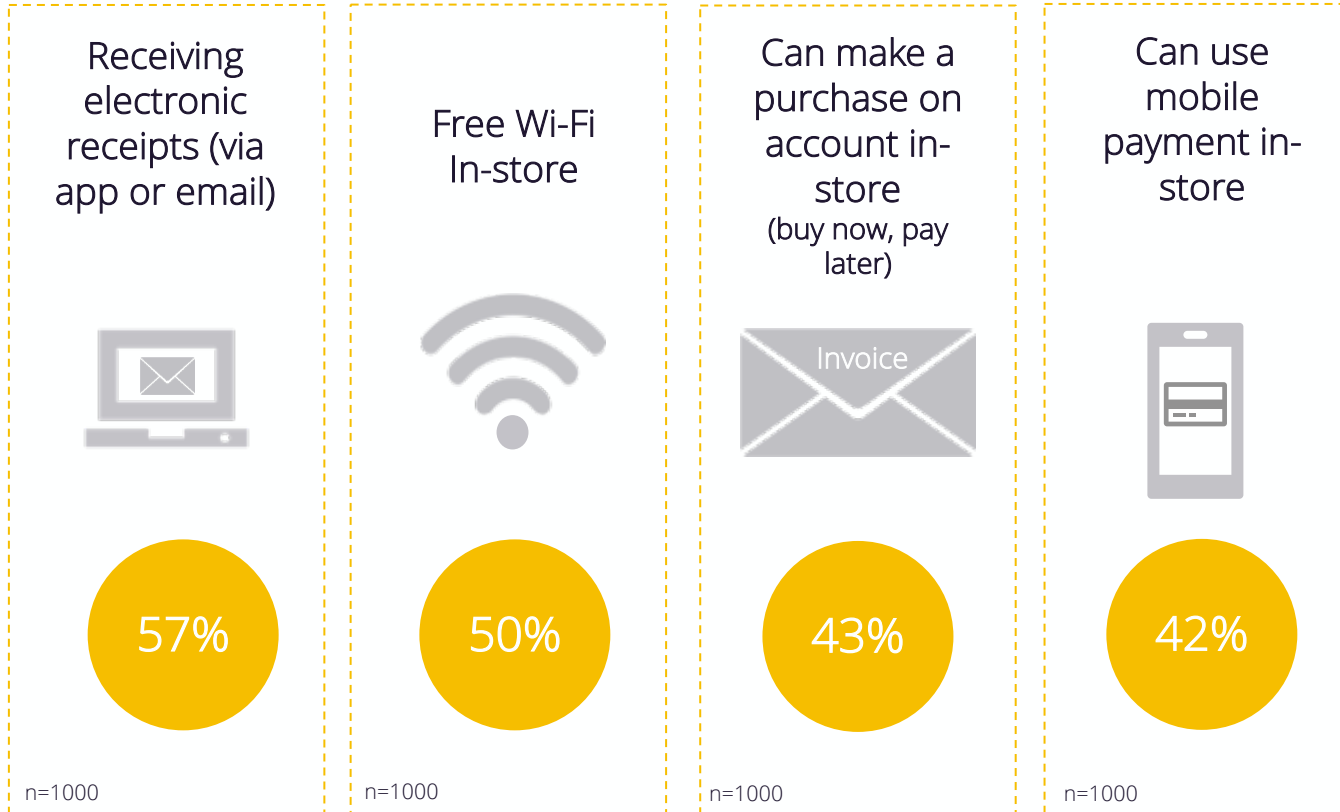 Receiving
electronic
receipts (via
app or email)
57%
n=1000
Free Wi-Fi
In-store
50%
n=1000
Can make a
purchase on
account in-
store
(buy now, pay
later)
Invoice
43%
n=1000
Can use
mobile
payment in-
store
42%
n=1000